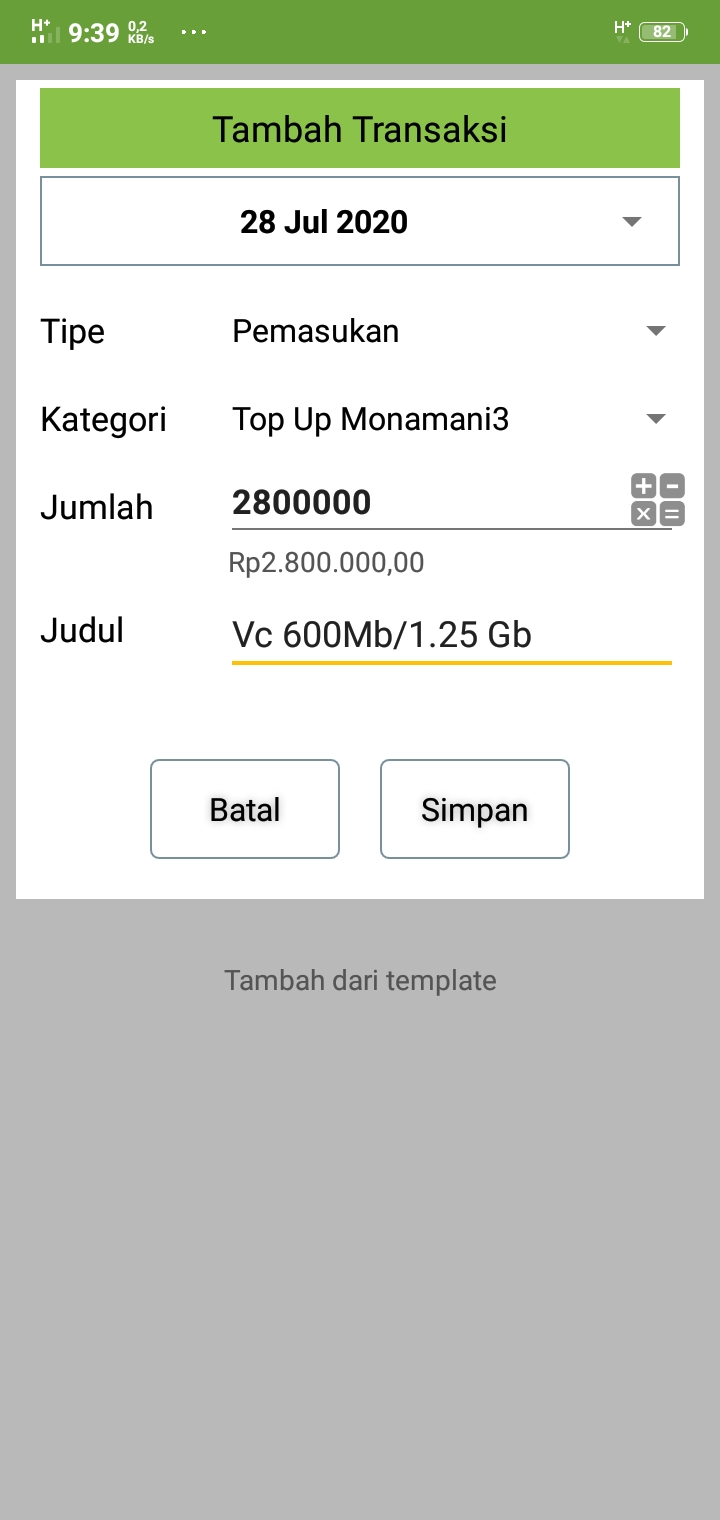 H+ 9:39 0,2 KB/s ... H+ 82
Tambah Transaksi
28 Jul 2020
Tipe Pemasukan
Kategori Top Up Monamani3
Jumlah 2800000
Rp2.800.000,00
Judul Vc 600Mb/1.25 Gb
Batal Simpan
Tambah dari template